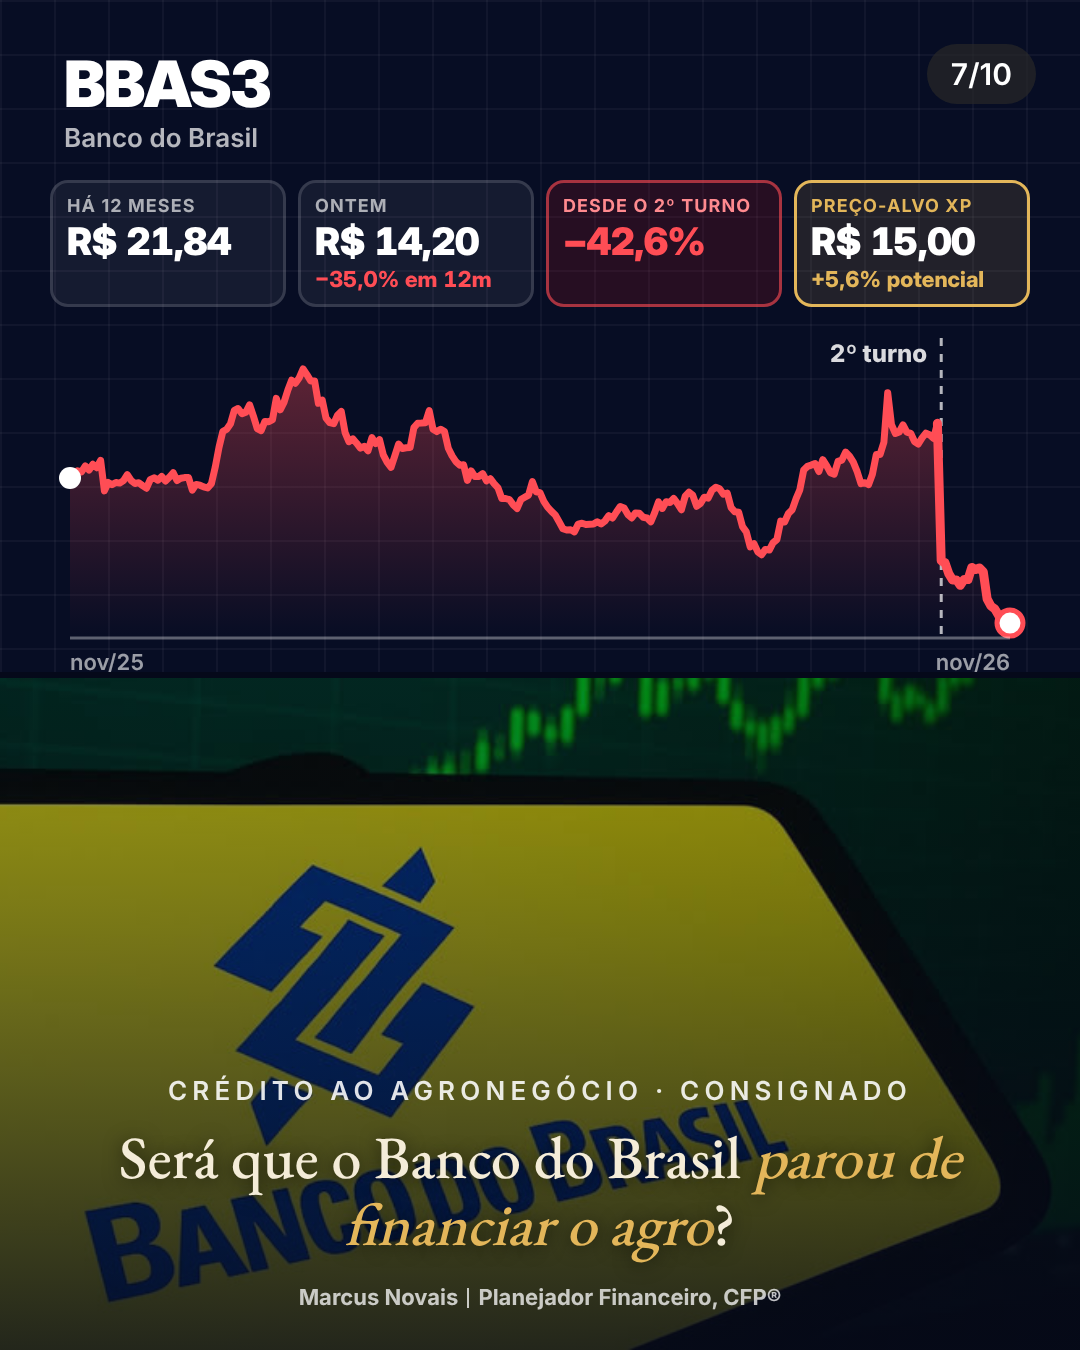 BBAS3
7/10
Banco do Brasil
HÁ 12 MESES
R$ 21,84
ONTEM
R$ 14,20
−35,0% em 12m
DESDE O 2º TURNO
−42,6%
PREÇO-ALVO XP
R$ 15,00
+5,6% potencial
2º turno
nov/25
nov/26
CRÉDITO AO AGRONEGÓCIO · CONSIGNADO
BANCO DO BRASIL
Será que o Banco do Brasil parou de
financiar o agro?
Marcus Novais | Planejador Financeiro, CFP®